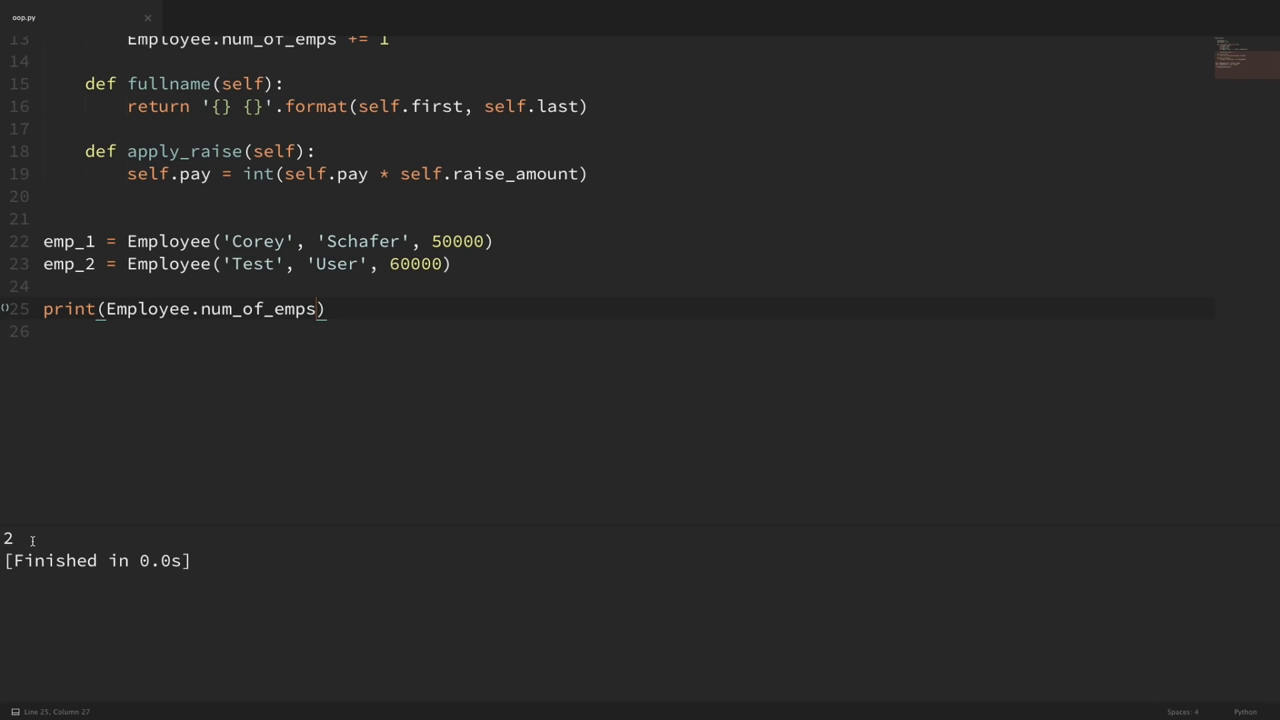 oop.py
13 Employee.num_of_emps += 1
14
15 def fullname(self):
16 return '{} {}'.format(self.first, self.last)
17
18 def apply_raise(self):
19 self.pay = int(self.pay * self.raise_amount)
20
21
22 emp_1 = Employee('Corey', 'Schafer', 50000)
23 emp_2 = Employee('Test', 'User', 60000)
24
25 print(Employee.num_of_emps)
26
2
[Finished in 0.0s]
Line 25, Column 27 Spaces: 4 Python